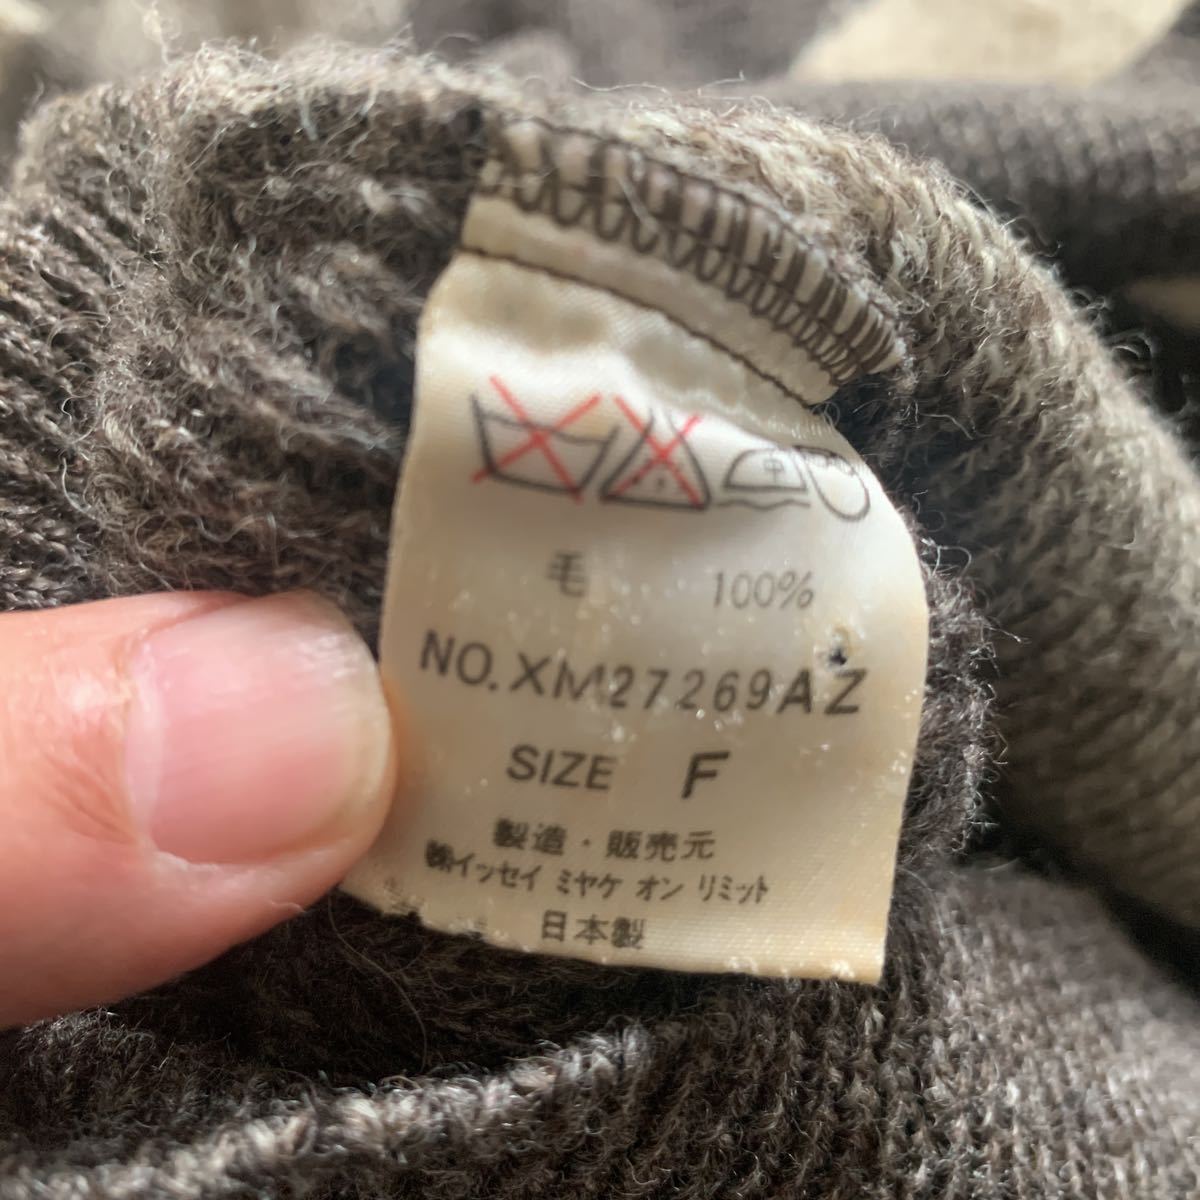 毛 100%
NO.XM27269AZ
SIZE F
製造・販売元
㈱イッセイ ミヤケ オン リミット
日本製